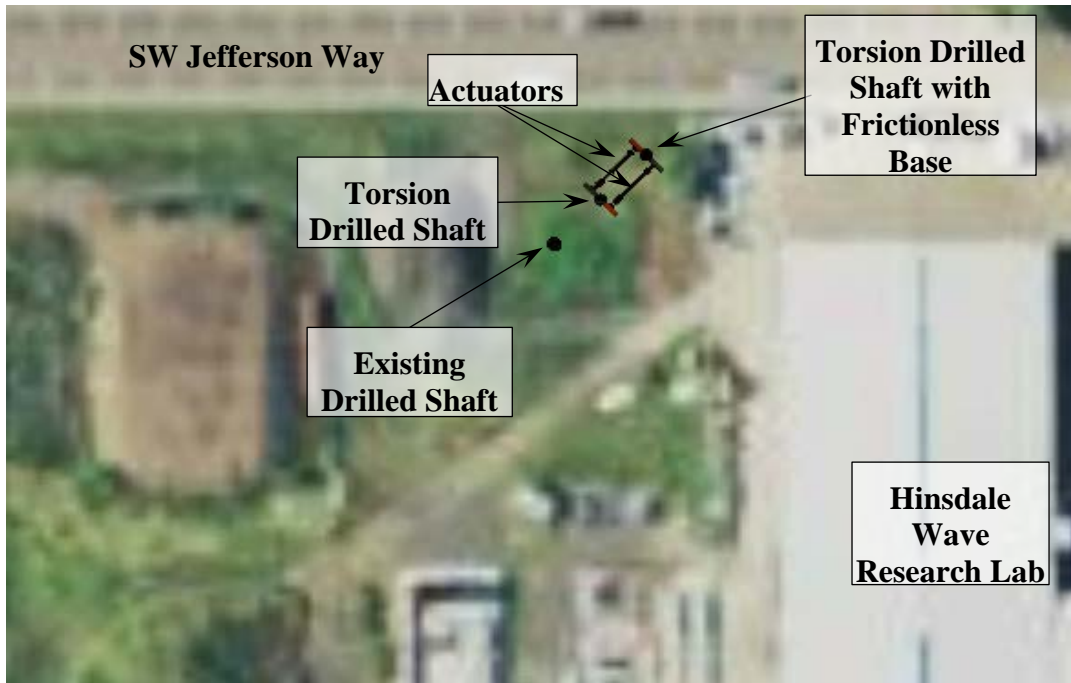 SW Jefferson Way
Actuators
Torsion Drilled
Shaft with
Frictionless
Base
Torsion
Drilled Shaft
Existing
Drilled Shaft
Hinsdale
Wave
Research Lab